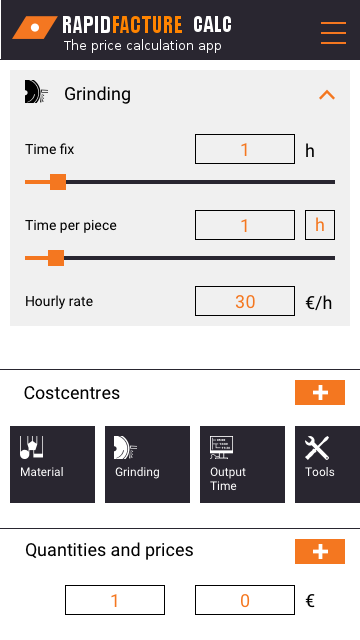 RAPIDFACTURE CALC
The price calculation app
Grinding
Time fix 1 h
Time per piece 1 h
Hourly rate 30 €/h
Costcentres +
Material Grinding Output Tools
Time
Quantities and prices +
1 0 €